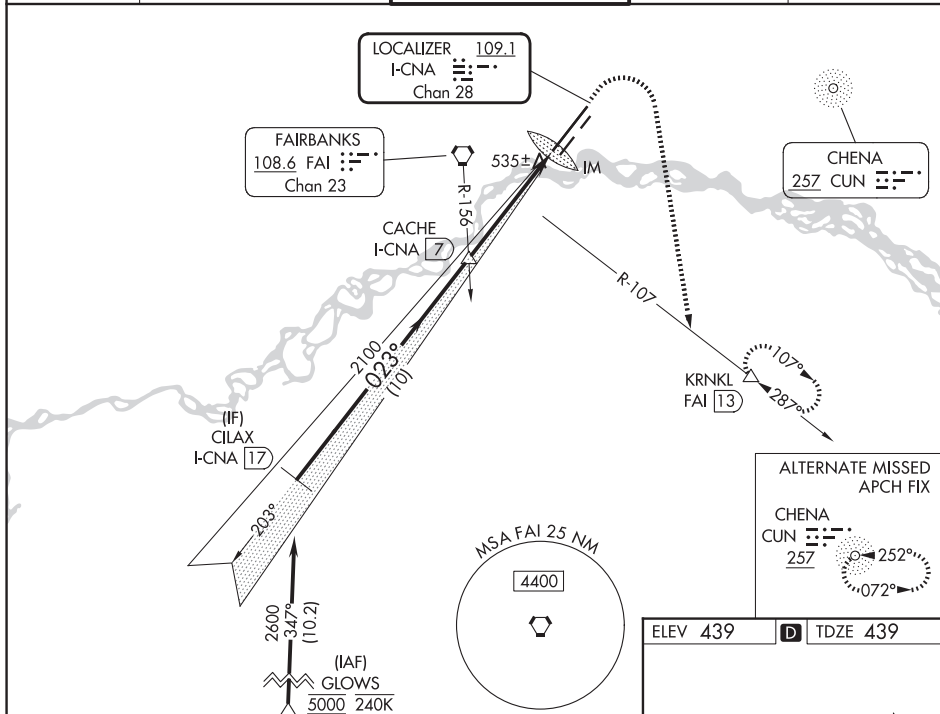 LOCALIZER 109.1
I-CNA
Chan 28
FAIRBANKS
108.6 FAI
Chan 23
535±
IM
CHENA
257 CUN
R-156
CACHE
I-CNA 7
R-107
2100
023°
(10)
KRNKL
FAI 13
107°
287°
(IF)
CILAX
I-CNA 17
203°
ALTERNATE MISSED
APCH FIX
CHENA
CUN
257
252°
072°
MSA FAI 25 NM
4400
2600
347°
(10.2)
(IAF)
GLOWS
5000 240K
ELEV 439 D TDZE 439